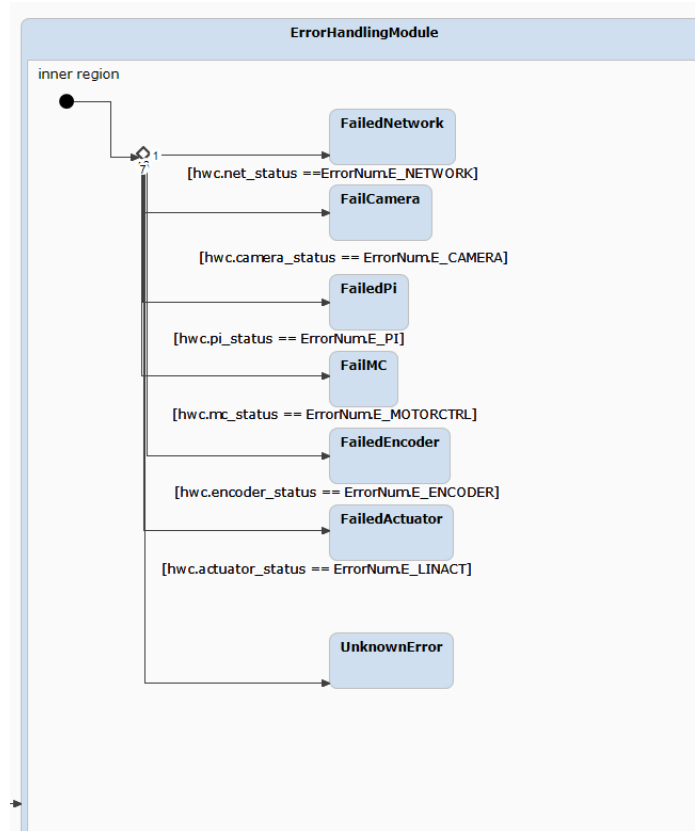 ErrorHandlingModule
inner region
FailedNetwork
1
7
[hwc.net_status ==ErrorNum.E_NETWORK]
FailCamera
[hwc.camera_status == ErrorNum.E_CAMERA]
FailedPi
[hwc.pi_status == ErrorNum.E_PI]
FailMC
[hwc.mc_status == ErrorNum.E_MOTORCTRL]
FailedEncoder
[hwc.encoder_status == ErrorNum.E_ENCODER]
FailedActuator
[hwc.actuator_status == ErrorNum.E_LINACT]
UnknownError